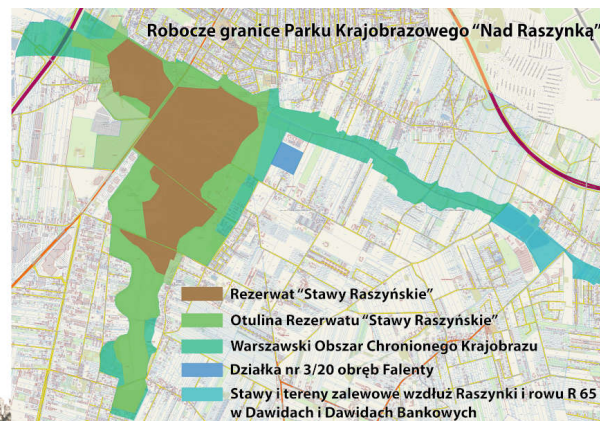 Robocze granice Parku Krajobrazowego “Nad Raszynką”
Rezerwat “Stawy Raszyńskie”
Otulina Rezerwatu “Stawy Raszyńskie”
Warszawski Obszar Chronionego Krajobrazu
Działka nr 3/20 obręb Falenty
Stawy i tereny zalewowe wzdłuż Raszynki i rowu R 65
w Dawidach i Dawidach Bankowych